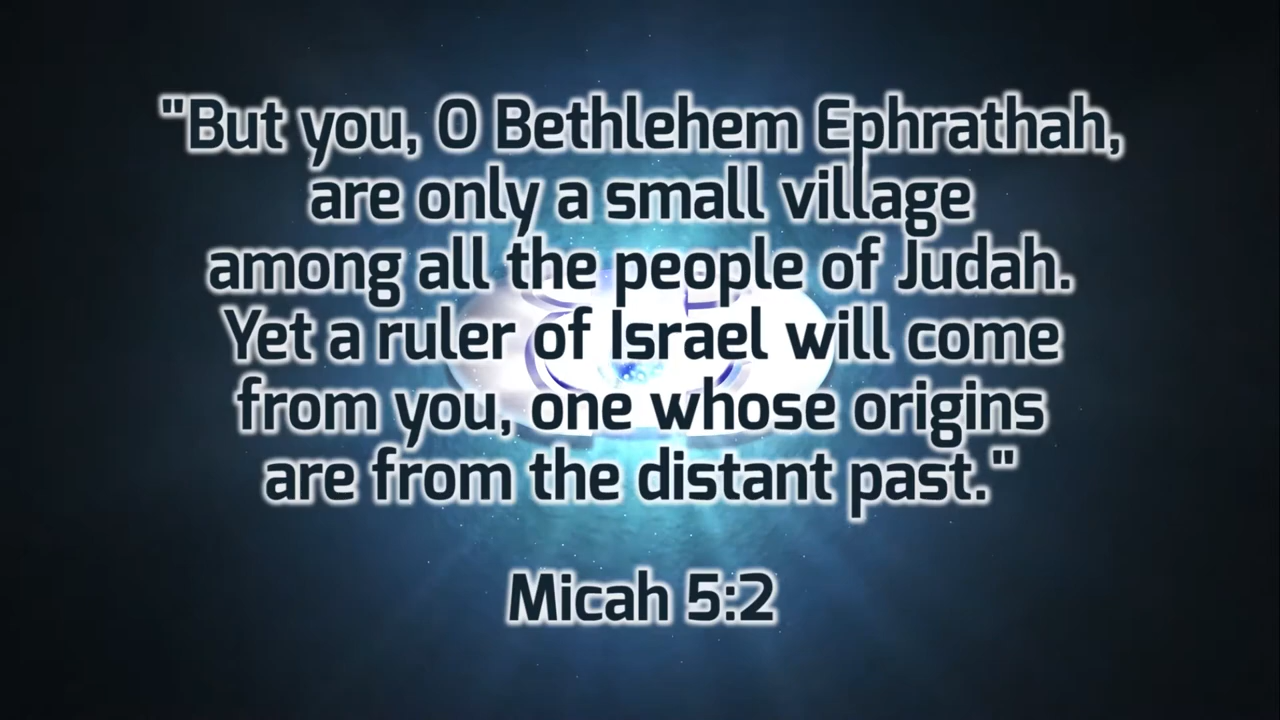 "But you, O Bethlehem Ephrathah,
are only a small village
among all the people of Judah.
Yet a ruler of Israel will come
from you, one whose origins
are from the distant past."
Micah 5:2